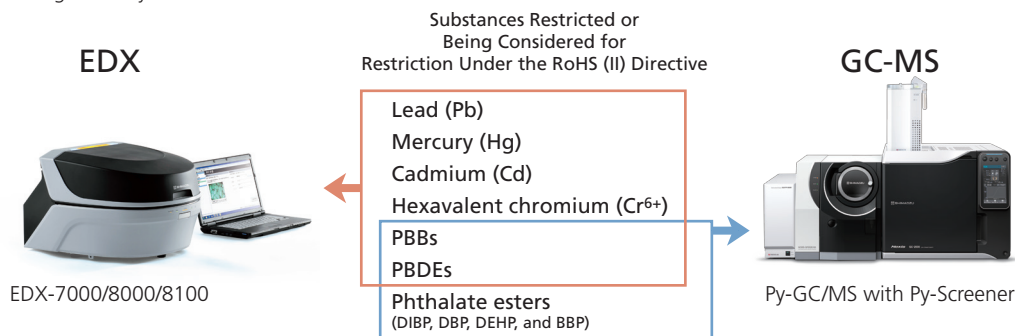 Substances Restricted or
Being Considered for
Restriction Under the RoHS (II) Directive
EDX
GC-MS
Lead (Pb)
Mercury (Hg)
Cadmium (Cd)
Hexavalent chromium (Cr⁶⁺)
PBBs
PBDEs
Phthalate esters
(DIBP, DBP, DEHP, and BBP)
EDX-7000/8000/8100
Py-GC/MS with Py-Screener